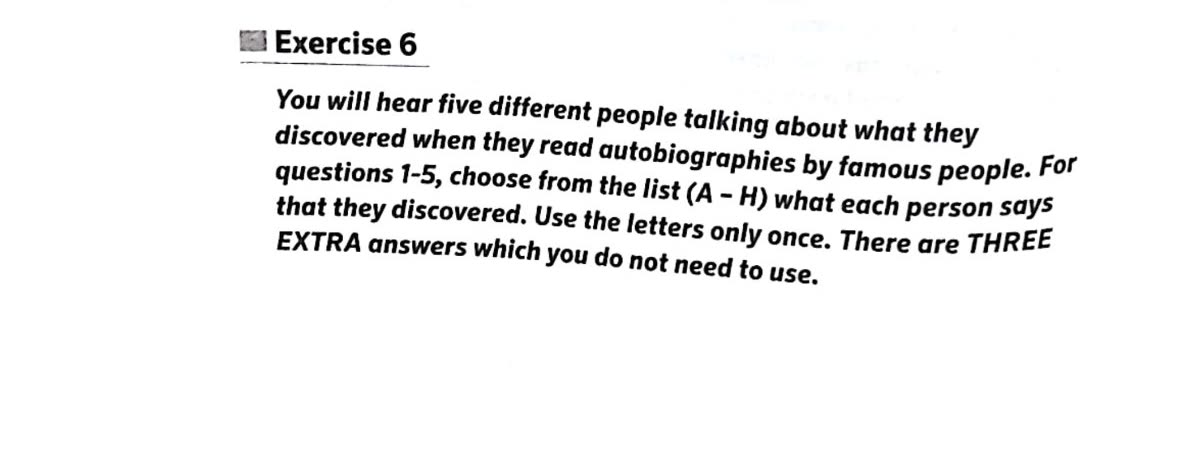 Exercise 6
You will hear five different people talking about what they
discovered when they read autobiographies by famous people. For
questions 1-5, choose from the list (A – H) what each person says
that they discovered. Use the letters only once. There are THREE
EXTRA answers which you do not need to use.